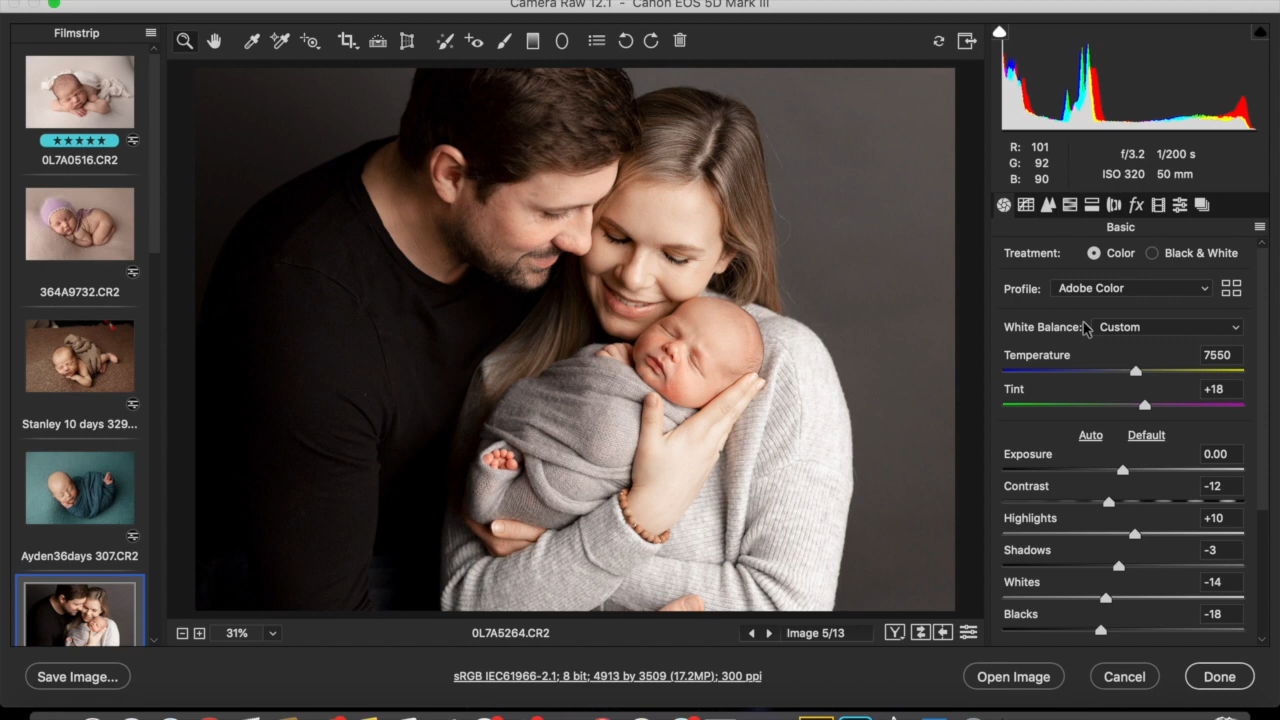 Camera Raw 12.1 - Canon EOS 5D Mark III
Filmstrip
★★★★★
0L7A0516.CR2
364A9732.CR2
Stanley 10 days 329...
Ayden36days 307.CR2
31%
0L7A5264.CR2
Image 5/13
Y
R: 101
G: 92
B: 90
f/3.2 1/200 s
ISO 320 50 mm
fx
Basic
Treatment: Color Black & White
Profile: Adobe Color
White Balance: Custom
Temperature 7550
Tint +18
Auto Default
Exposure 0.00
Contrast -12
Highlights +10
Shadows -3
Whites -14
Blacks -18
Save Image...
sRGB IEC61966-2.1; 8 bit; 4913 by 3509 (17.2MP); 300 ppi
Open Image
Cancel
Done